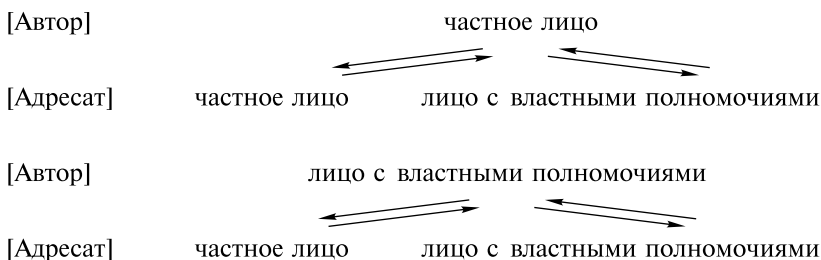 [Автор] частное лицо
[Адресат] частное лицо лицо с властными полномочиями
[Автор] лицо с властными полномочиями
[Адресат] частное лицо лицо с властными полномочиями